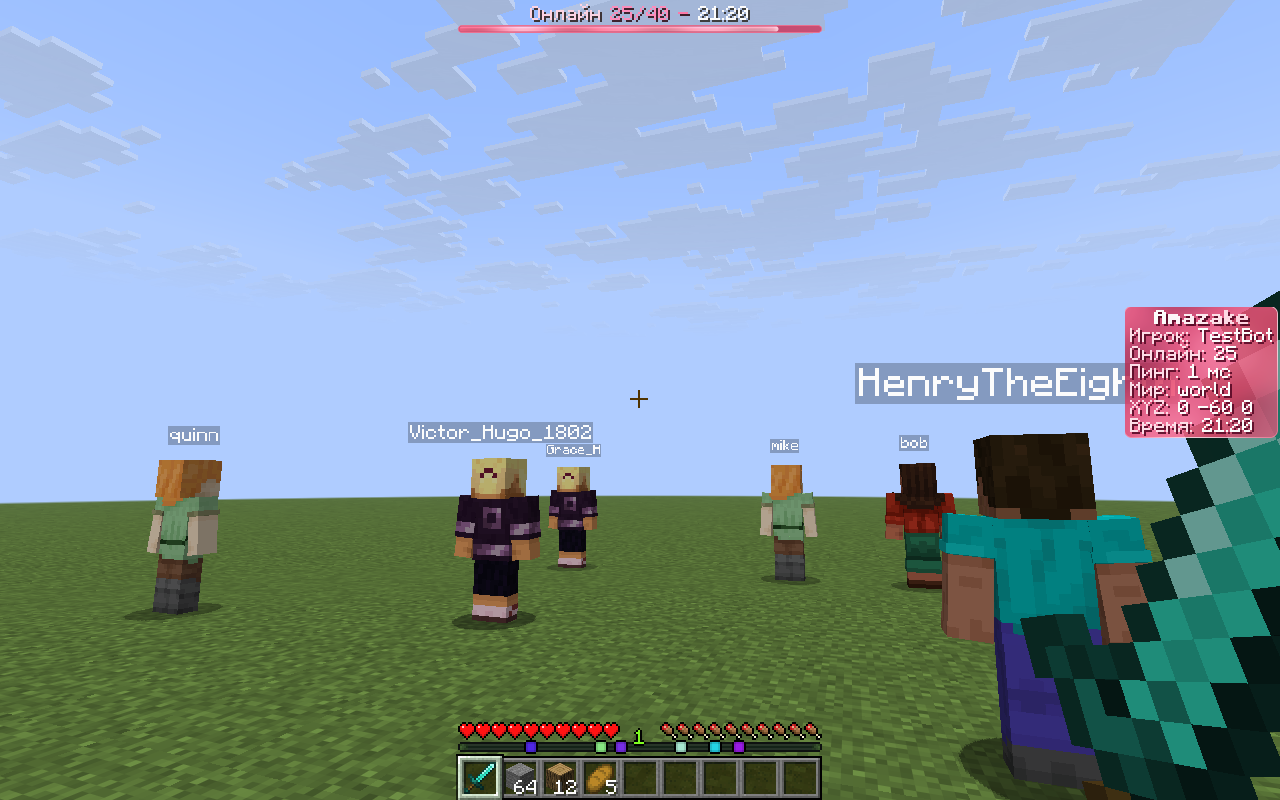 Онлайн 25/40 - 21:20
Amazake
Игрок: TestBot
Онлайн: 25
Пинг: 1 мс
Мир: world
XYZ: 0 -60 0
Время: 21:20
HenryTheEigh
quinn
Victor_Hugo_1802
Grace_H
mike
bob
1
64
12
5